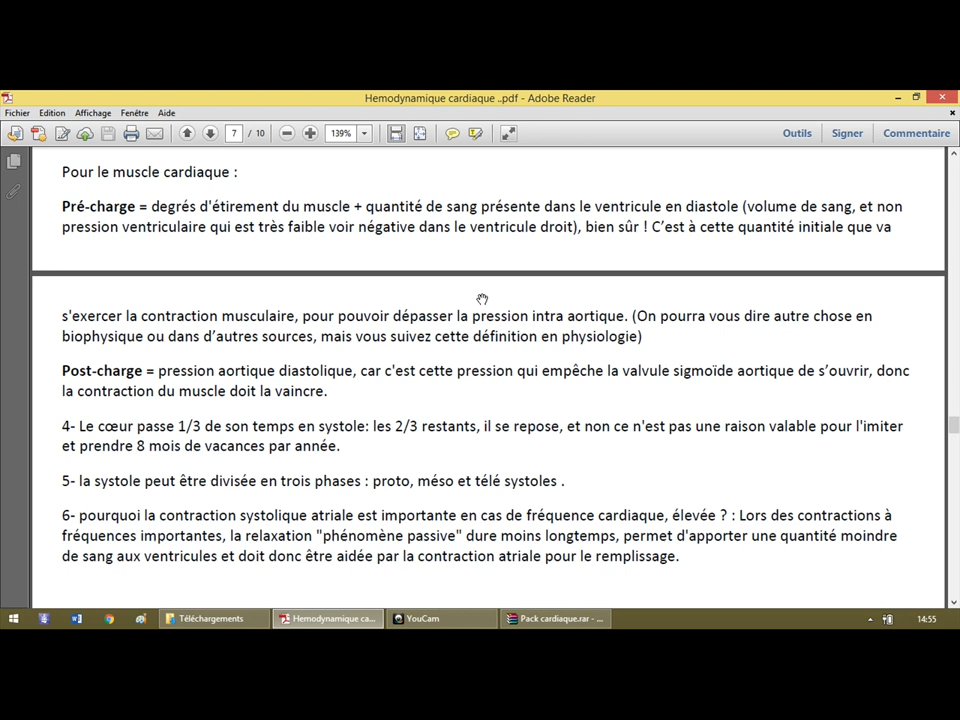 Hemodynamique cardiaque ..pdf - Adobe Reader
Fichier Edition Affichage Fenêtre Aide
7 / 10 139% Outils Signer Commentaire
Pour le muscle cardiaque :
Pré-charge = degrés d'étirement du muscle + quantité de sang présente dans le ventricule en diastole (volume de sang, et non
pression ventriculaire qui est très faible voir négative dans le ventricule droit), bien sûr ! C’est à cette quantité initiale que va
s'exercer la contraction musculaire, pour pouvoir dépasser la pression intra aortique. (On pourra vous dire autre chose en
biophysique ou dans d’autres sources, mais vous suivez cette définition en physiologie)
Post-charge = pression aortique diastolique, car c'est cette pression qui empêche la valvule sigmoïde aortique de s’ouvrir, donc
la contraction du muscle doit la vaincre.
4- Le cœur passe 1/3 de son temps en systole: les 2/3 restants, il se repose, et non ce n'est pas une raison valable pour l'imiter
et prendre 8 mois de vacances par année.
5- la systole peut être divisée en trois phases : proto, méso et télé systoles .
6- pourquoi la contraction systolique atriale est importante en cas de fréquence cardiaque, élevée ? : Lors des contractions à
fréquences importantes, la relaxation "phénomène passive" dure moins longtemps, permet d'apporter une quantité moindre
de sang aux ventricules et doit donc être aidée par la contraction atriale pour le remplissage.
Téléchargements Hemodynamique ca... YouCam Pack cardiaque.rar - ... 14:55